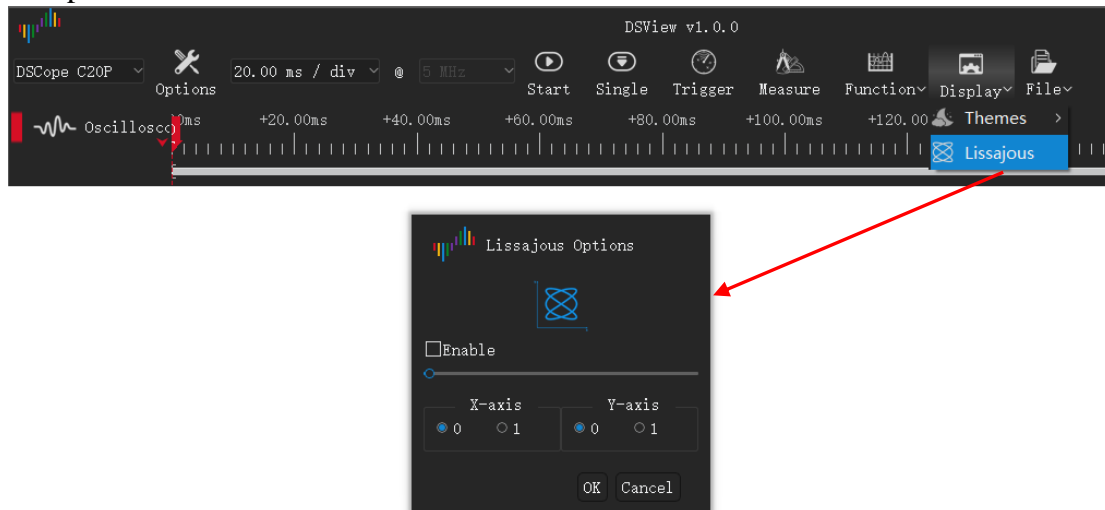 DSView v1.0.0
DSCope C20P 20.00 ms / div @ 5 MHz
Options Start Single Trigger Measure Function Display File
Oscillosco 0ms +20.00ms +40.00ms +60.00ms +80.00ms +100.00ms +120.00 Themes
Lissajous
Lissajous Options
Enable
X-axis Y-axis
0 1 0 1
OK Cancel